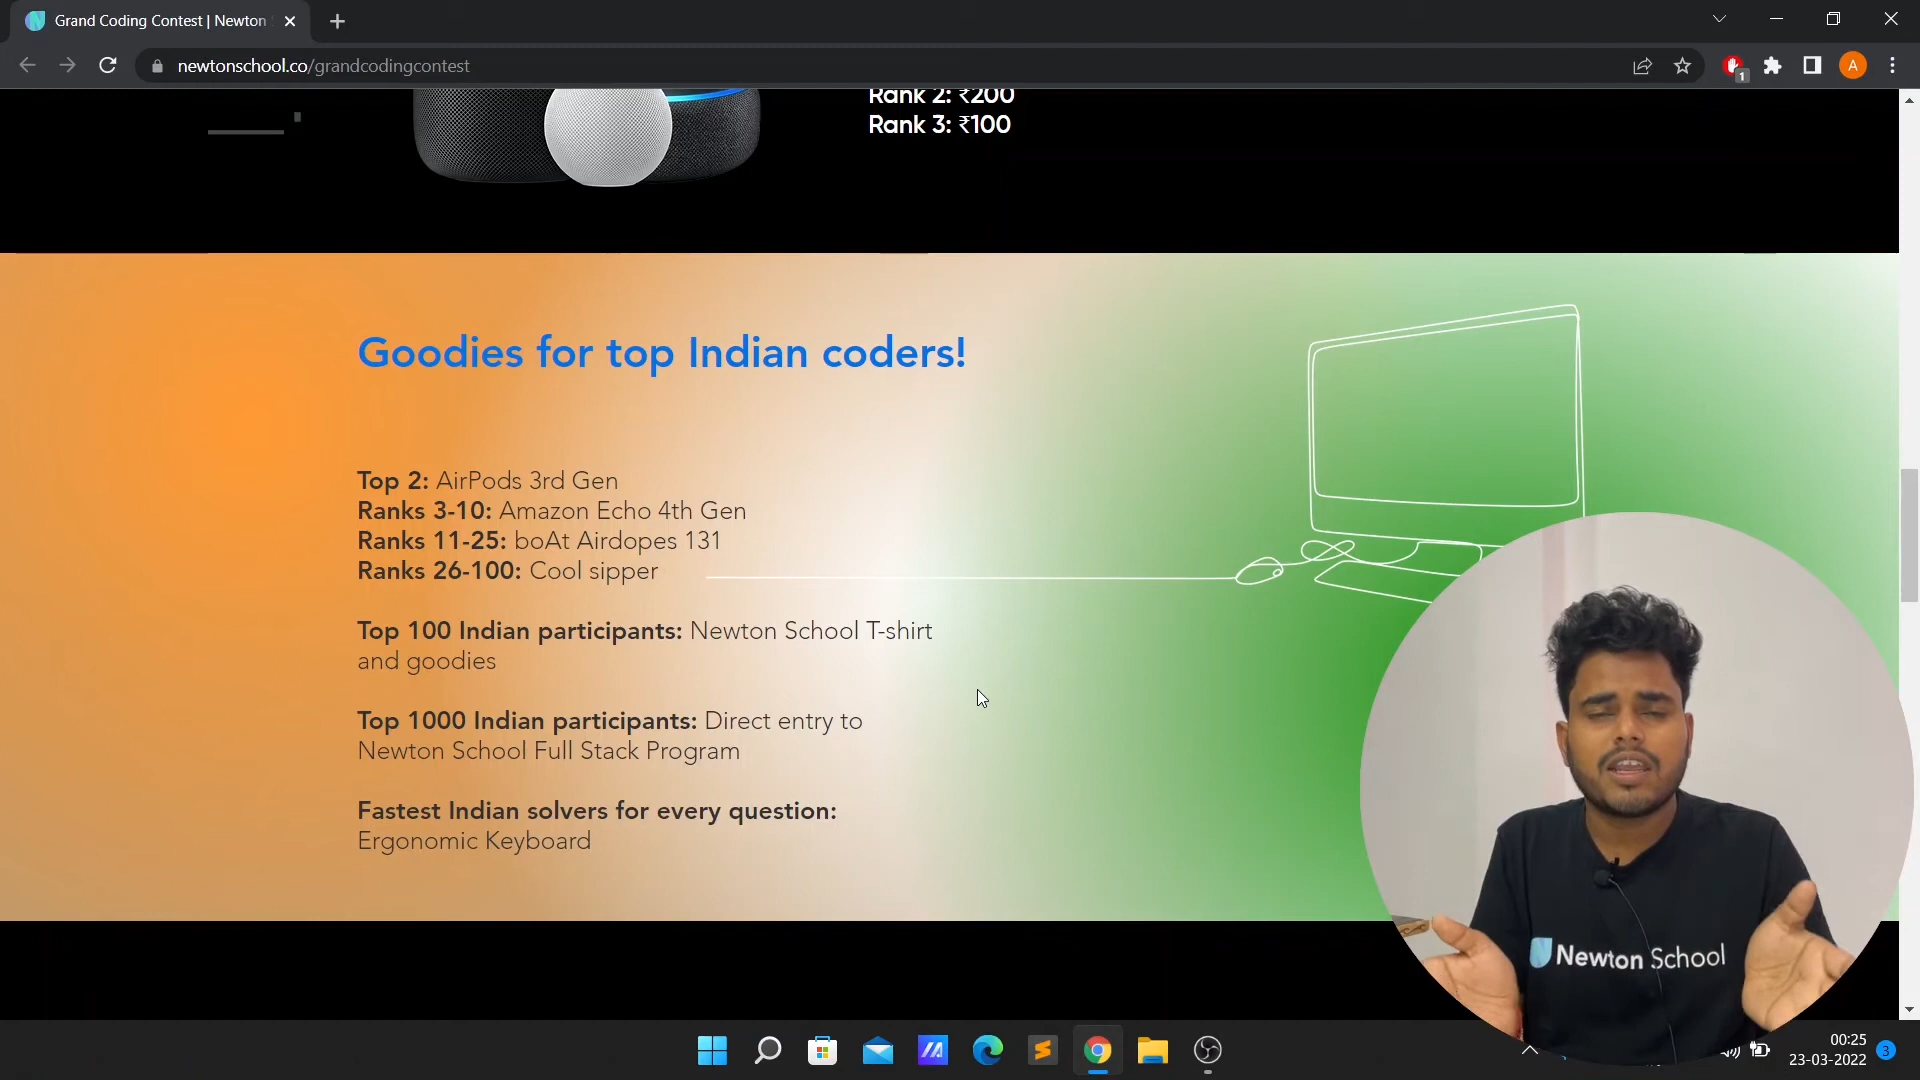 Grand Coding Contest | Newton
newtonschool.co/grandcodingcontest
1
A
Rank 2: ₹200
Rank 3: ₹100
Goodies for top Indian coders!
Top 2: AirPods 3rd Gen
Ranks 3-10: Amazon Echo 4th Gen
Ranks 11-25: boAt Airdopes 131
Ranks 26-100: Cool sipper
Top 100 Indian participants: Newton School T-shirt
and goodies
Top 1000 Indian participants: Direct entry to
Newton School Full Stack Program
Fastest Indian solvers for every question:
Ergonomic Keyboard
Newton School
00:25
23-03-2022
3